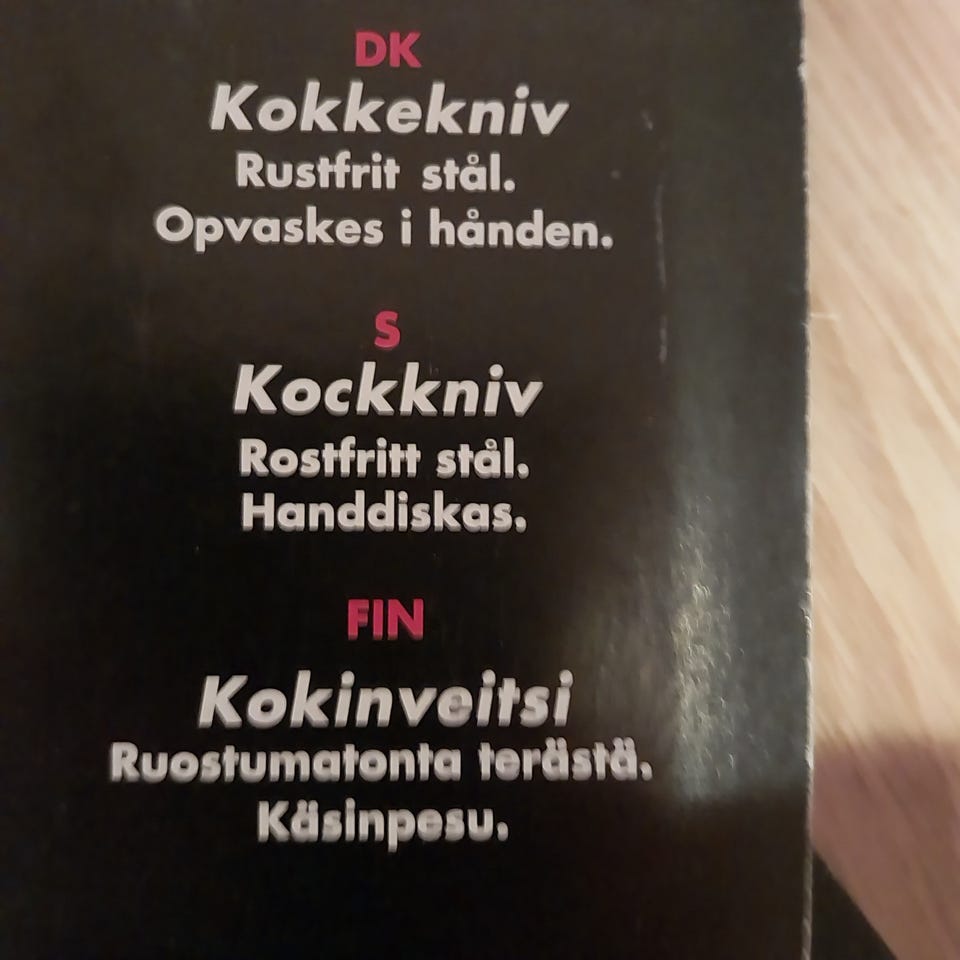 DK
Kokkekniv
Rustfrit stål.
Opvaskes i hånden.
S
Kockkniv
Rostfritt stål.
Handdiskas.
FIN
Kokinveitsi
Ruostumatonta terästä.
Käsinpesu.